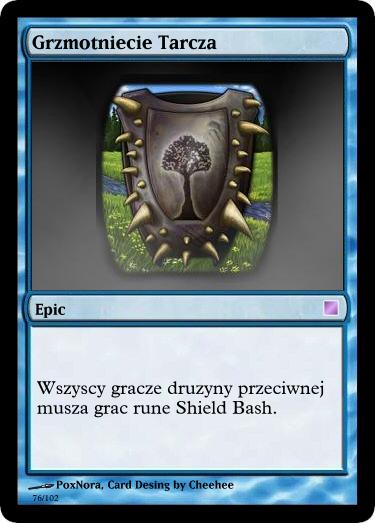 Grzmotniecie Tarcza
Epic
Wszyscy gracze druzyny przeciwnej
musza grac rune Shield Bash.
PoxNora, Card Desing by Cheehee
76/102